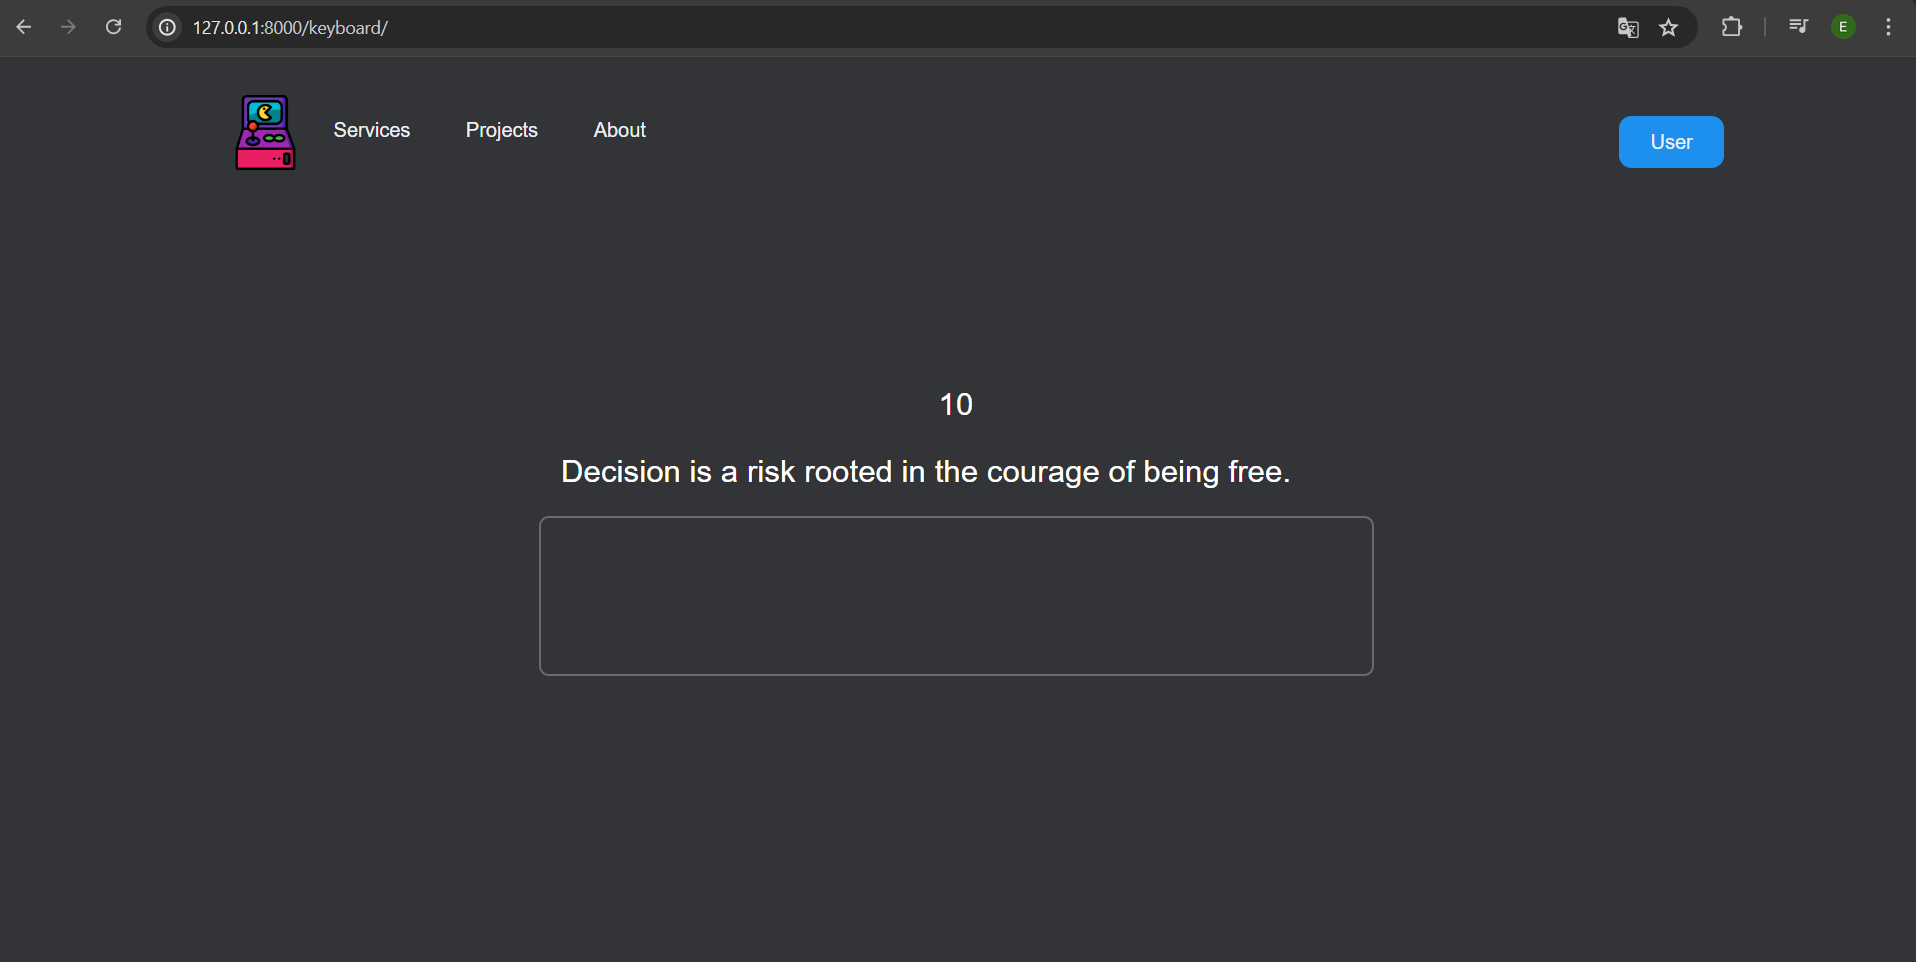 127.0.0.1:8000/keyboard/
E
Services Projects About User
10
Decision is a risk rooted in the courage of being free.